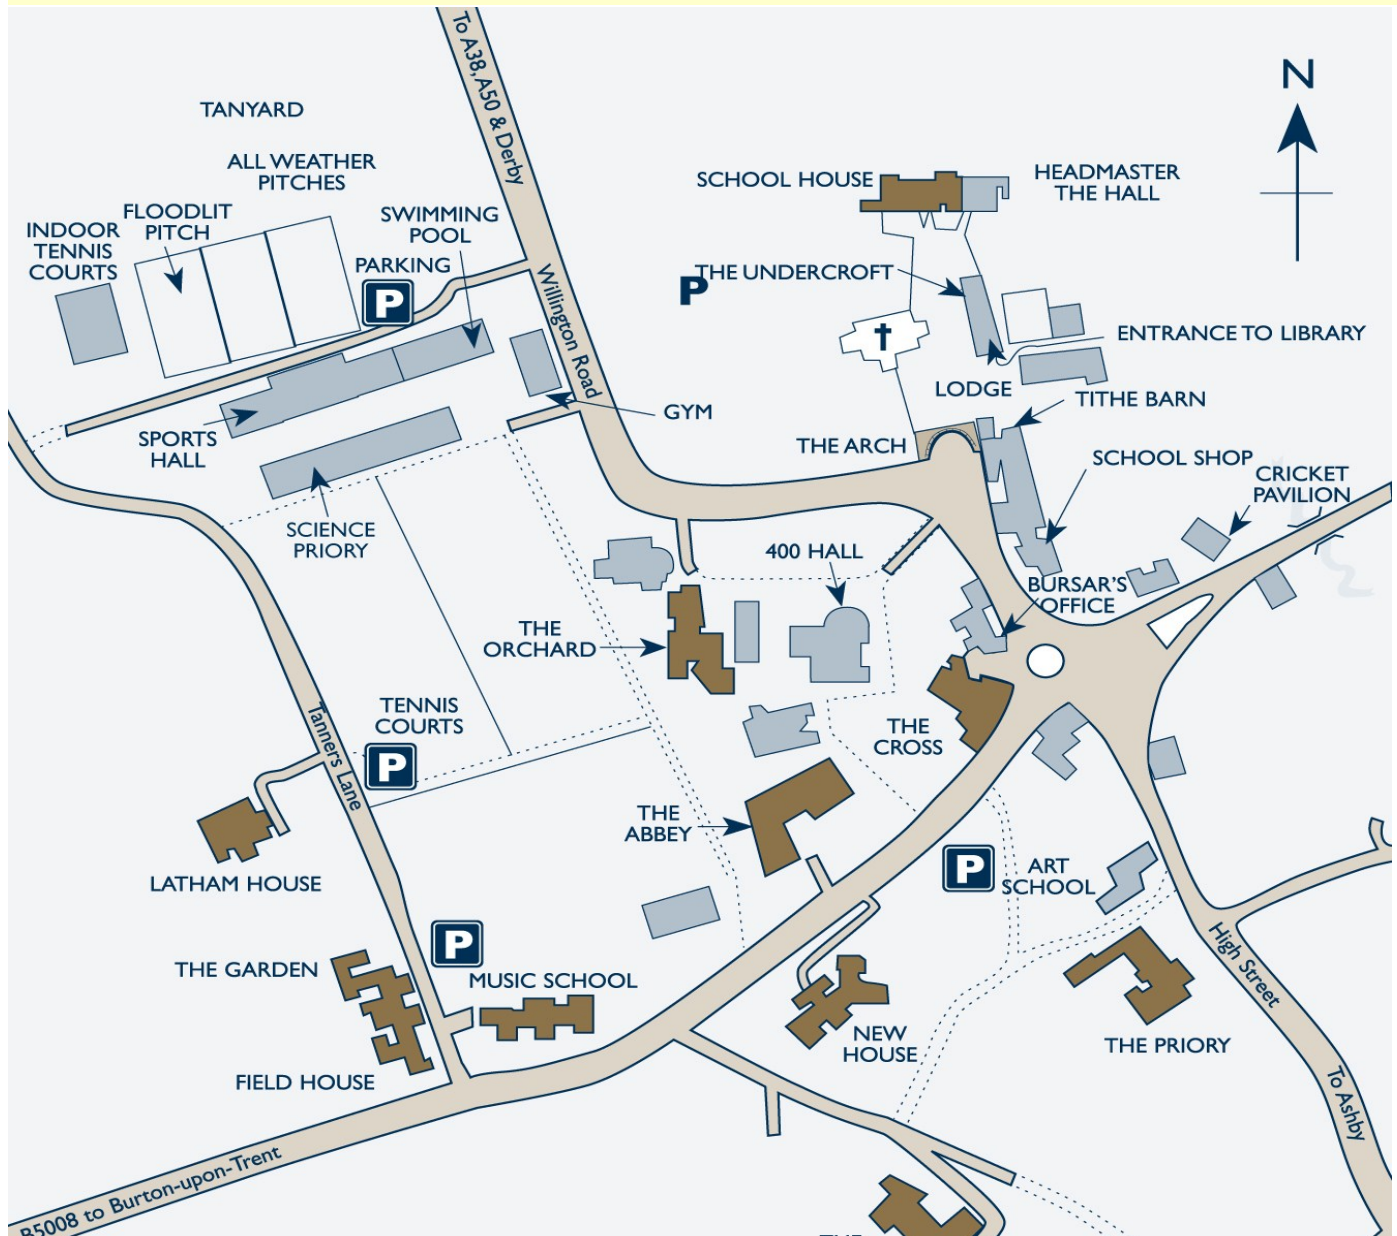 To A38, A50 & Derby
N
TANYARD
ALL WEATHER
PITCHES
SCHOOL HOUSE
HEADMASTER
THE HALL
FLOODLIT
PITCH
SWIMMING
POOL
INDOOR
TENNIS
COURTS
PARKING
P
THE UNDERCROFT
P
Willington Road
ENTRANCE TO LIBRARY
LODGE
TITHE BARN
GYM
SPORTS
HALL
THE ARCH
SCHOOL SHOP
CRICKET
PAVILION
SCIENCE
PRIORY
400 HALL
BURSAR'S
OFFICE
THE
ORCHARD
TENNIS
COURTS
P
Tanners Lane
THE
CROSS
THE
ABBEY
LATHAM HOUSE
P
ART
SCHOOL
P
THE GARDEN
MUSIC SCHOOL
High Street
NEW
HOUSE
THE PRIORY
FIELD HOUSE
To Ashby
B5008 to Burton-upon-Trent